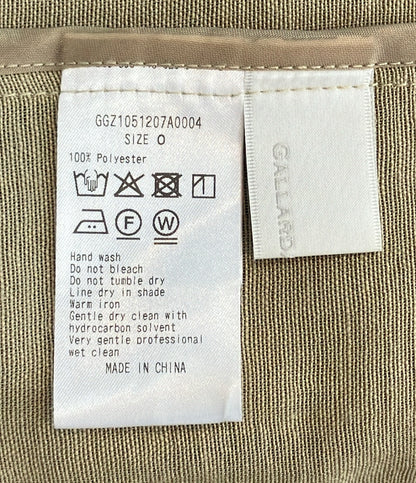 GGZ1051207A0004
SIZE O
100% Polyester
F
W
Hand wash
Do not bleach
Do not tumble dry
Line dry in shade
Warm iron
Gentle dry clean with
hydrocarbon solvent
Very gentle professional
wet clean
MADE IN CHINA
GALLARD